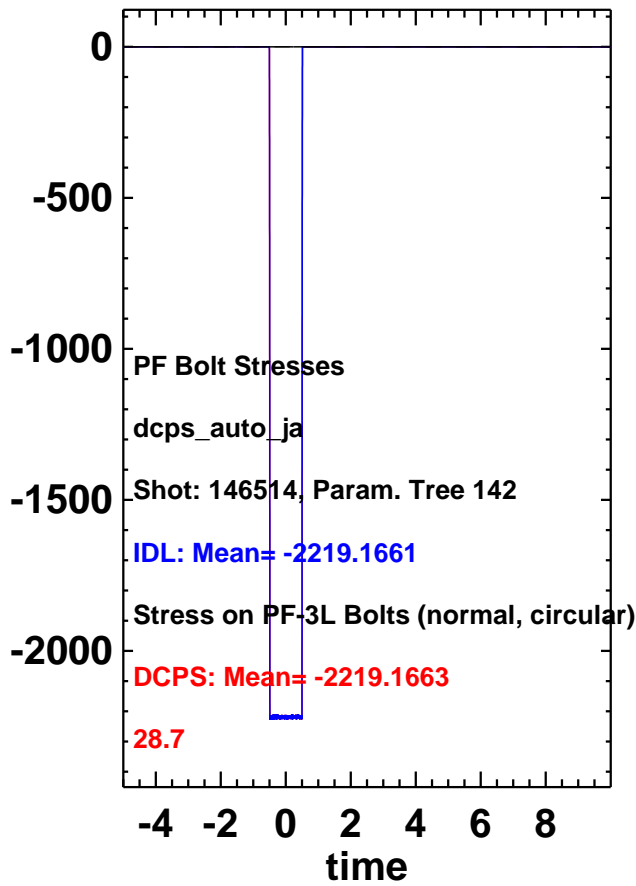 0
-500
-1000
PF Bolt Stresses
dcps_auto_ja
-1500
Shot: 146514, Param. Tree 142
IDL: Mean= -2219.1661
Stress on PF-3L Bolts (normal, circular)
-2000
DCPS: Mean= -2219.1663
28.7
-4 -2 0 2 4 6 8
time